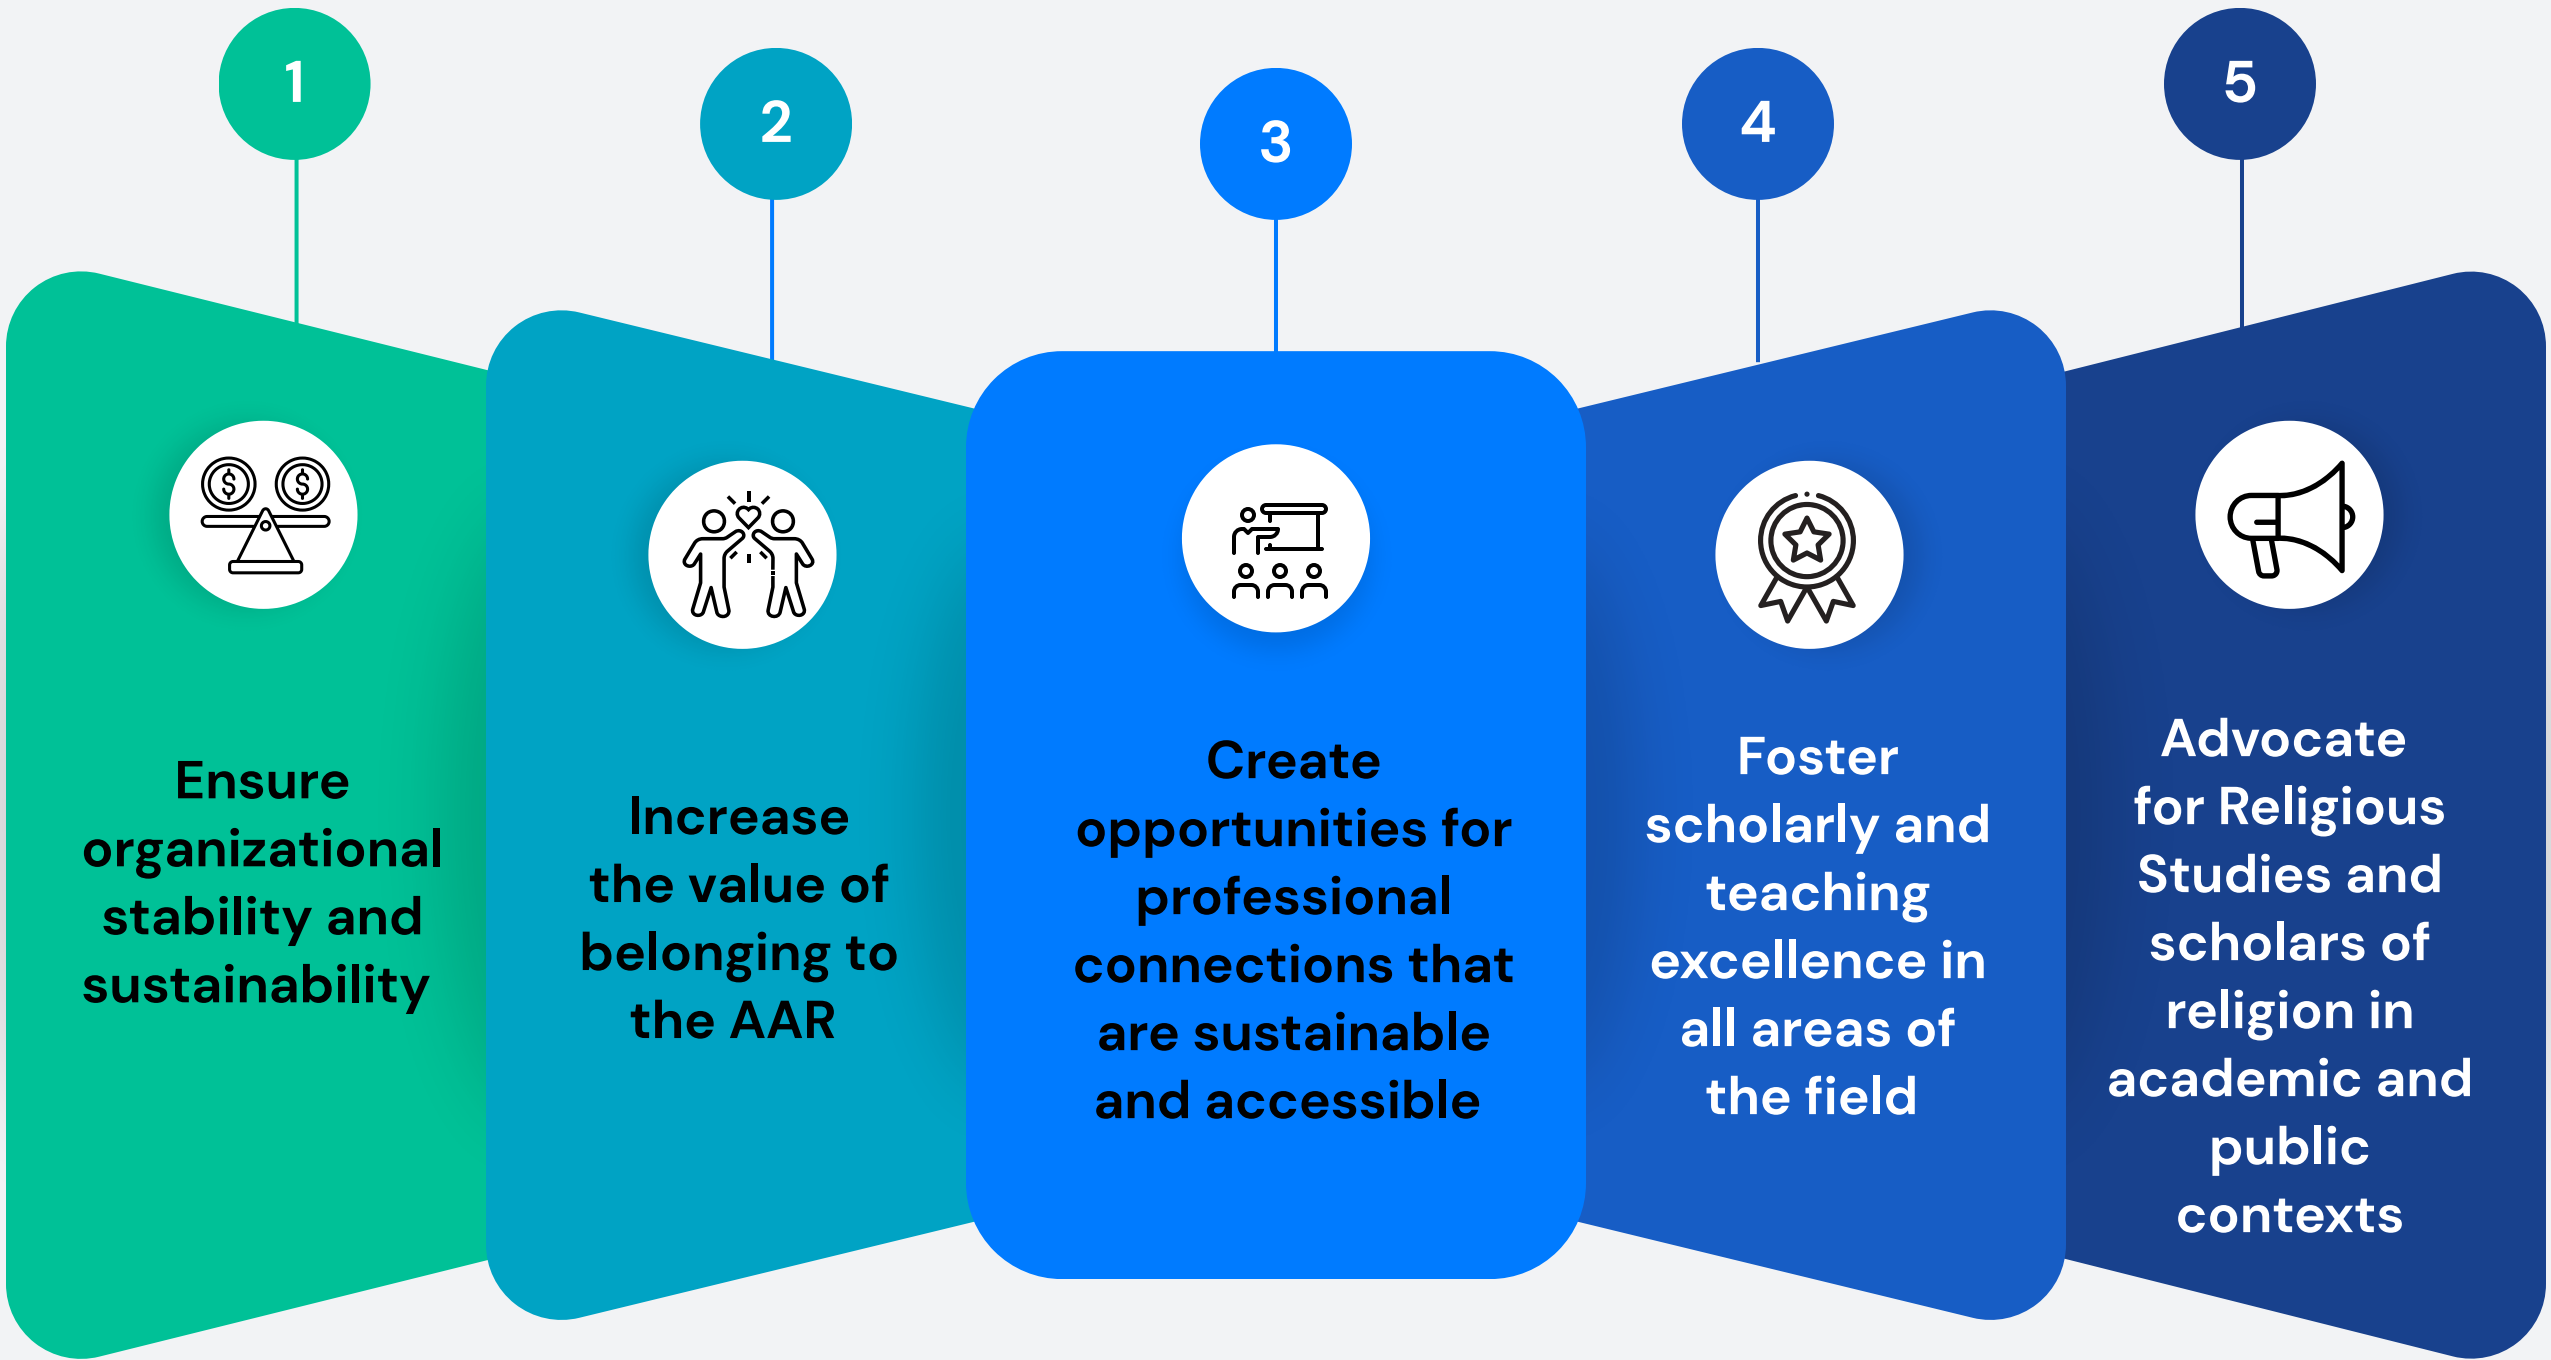 1
Ensure
organizational
stability and
sustainability
2
Increase
the value of
belonging to
the AAR
3
Create
opportunities for
professional
connections that
are sustainable
and accessible
4
Foster
scholarly and
teaching
excellence in
all areas of
the field
5
Advocate
for Religious
Studies and
scholars of
religion in
academic and
public
contexts
$ $